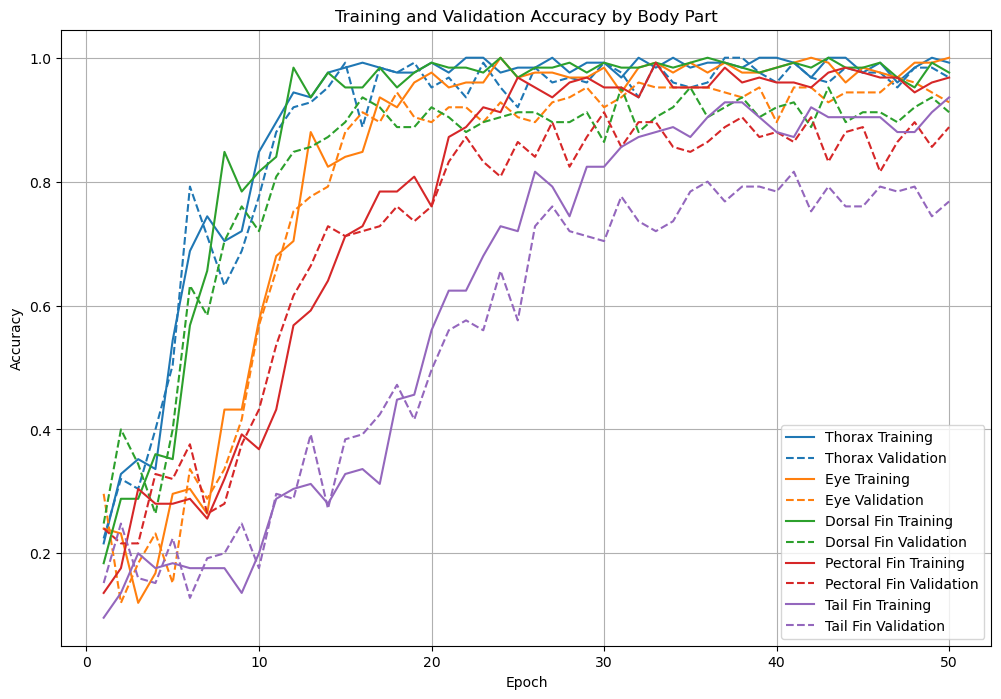 Training and Validation Accuracy by Body Part
1.0
0.8
0.6
0.4
0.2
Accuracy
0
10
20
30
40
50
Epoch
Thorax Training
Thorax Validation
Eye Training
Eye Validation
Dorsal Fin Training
Dorsal Fin Validation
Pectoral Fin Training
Pectoral Fin Validation
Tail Fin Training
Tail Fin Validation